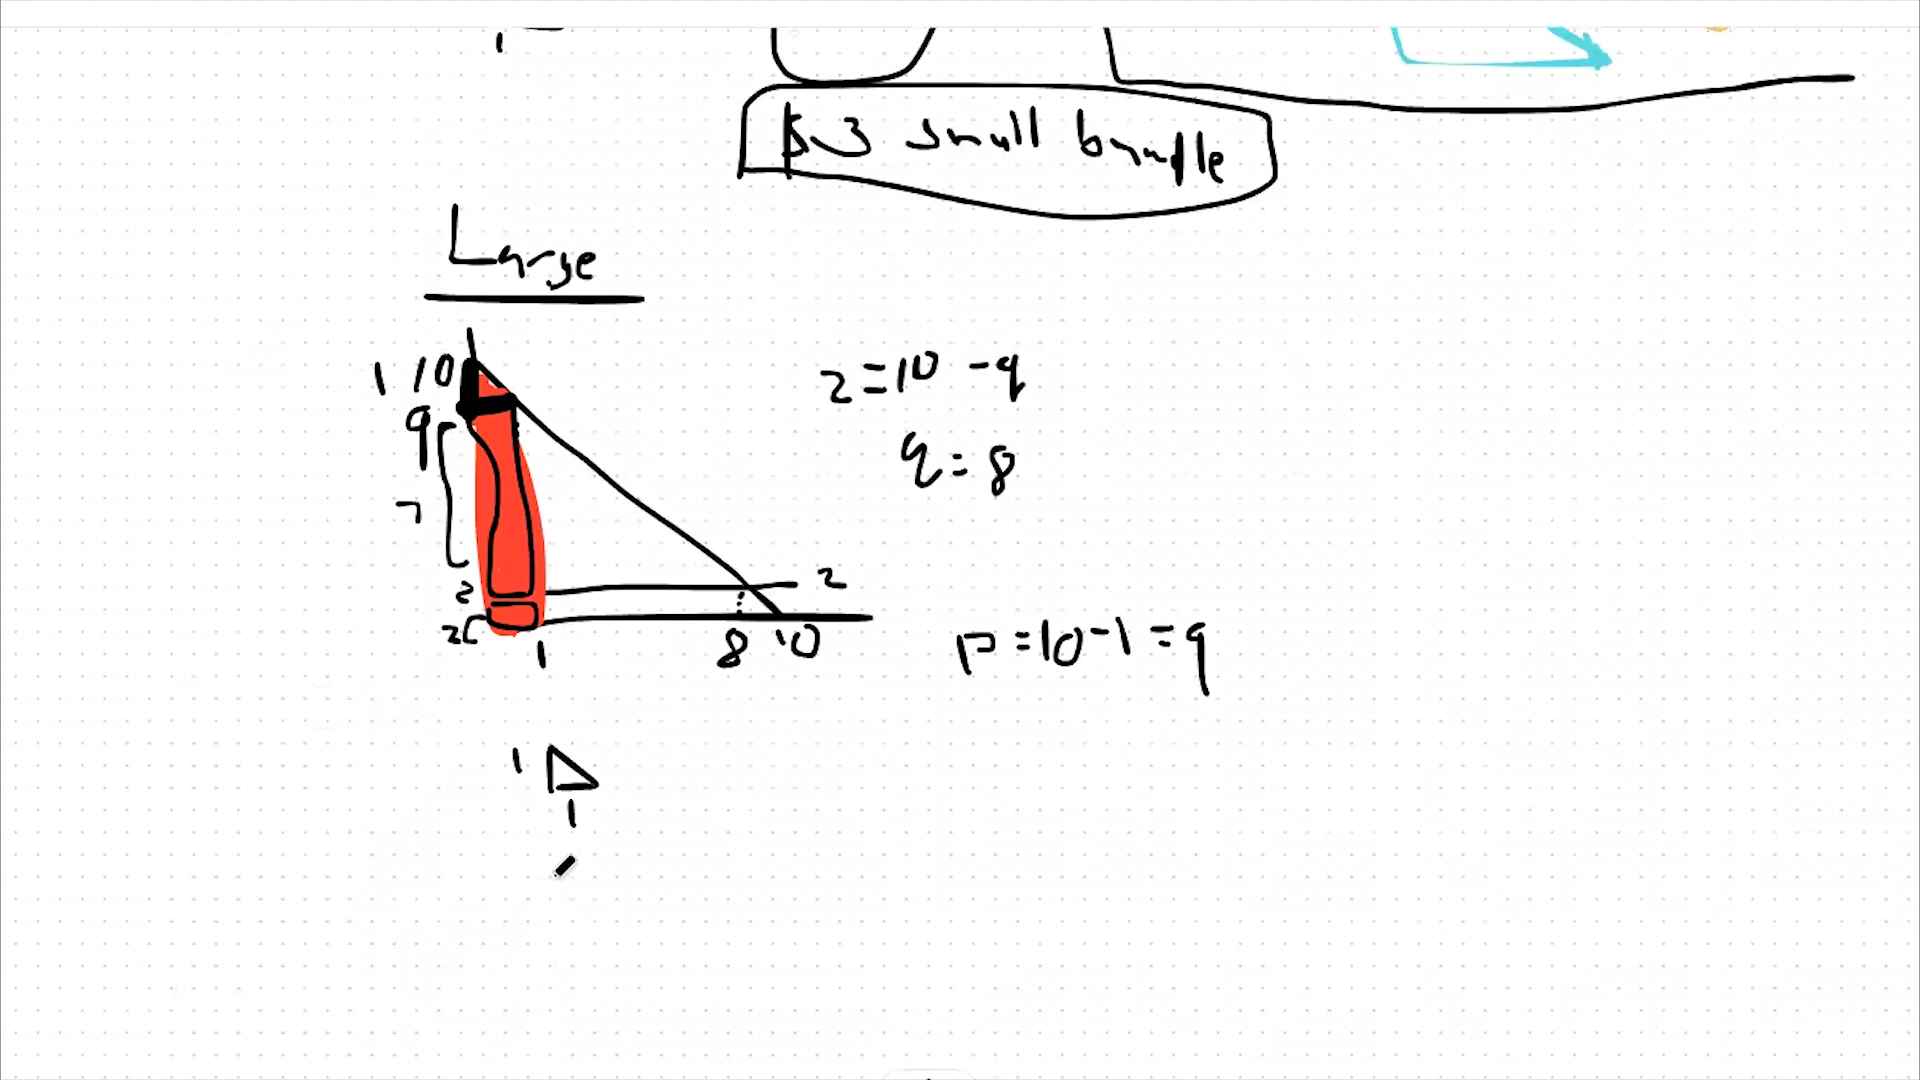 $3 small bundle
Large
1 10
9
7
2
2
2
1
8 10
2=10-q
q=8
p=10-1=9
1
1